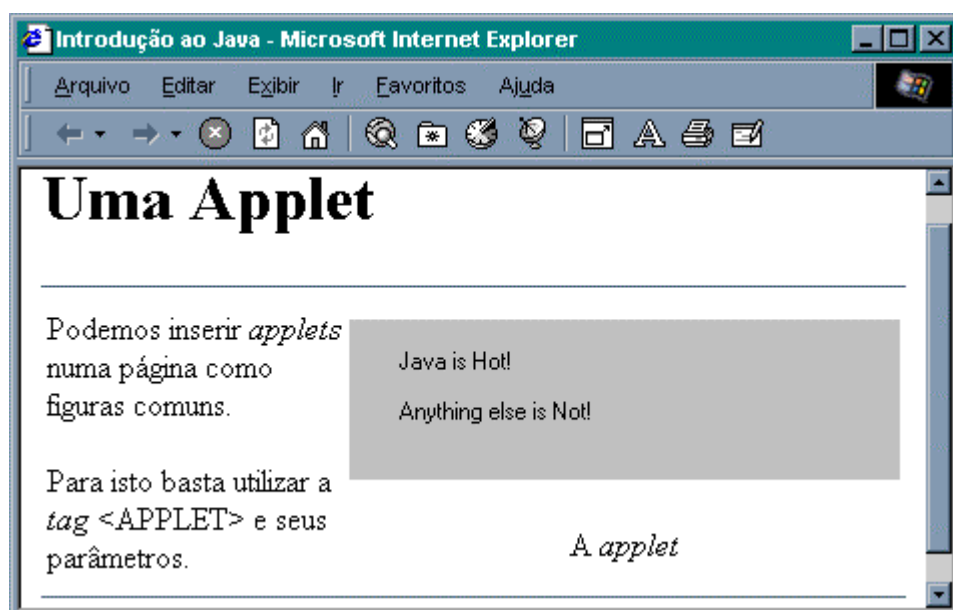 Introdução ao Java - Microsoft Internet Explorer
Arquivo Editar Exibir Ir Favoritos Ajuda
Uma Applet
Podemos inserir applets
numa página como
figuras comuns.
Para isto basta utilizar a
tag <APPLET> e seus
parâmetros.
Java is Hot!
Anything else is Not!
A applet